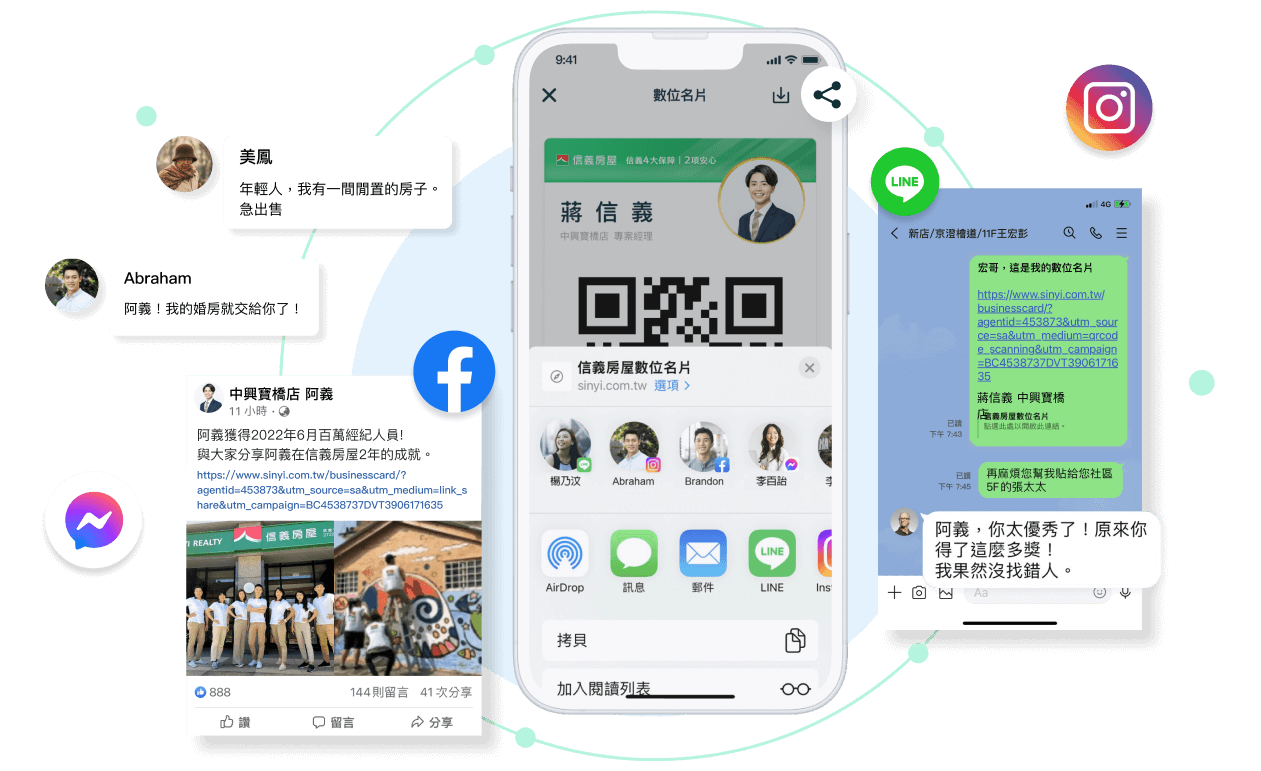 美鳳
年輕人，我有一間閒置的房子。
急出售
Abraham
阿義！我的婚房就交給你了！
中興寶橋店 阿義
11 小時・
阿義獲得2022年6月百萬經紀人員!
與大家分享阿義在信義房屋2年的成就。
https://www.sinyi.com.tw/businesscard/?
agentid=453873&utm_source=sa&utm_medium=link_s
hare&utm_campaign=BC4538737DVT3906171635
YI REALTY 信義房屋
888 144則留言 41次分享
讚 留言 分享
9:41
數位名片
信義房屋 信義4大保障｜2項安心
蔣信義
中興寶橋店 專案經理
信義房屋數位名片
sinyi.com.tw 選項
楊乃汶 Abraham Brandon 李百詒
AirDrop 訊息 郵件 LINE Ins
拷貝
加入閱讀列表
LINE
4G
新店/京澄檜道/11F王宏彭
宏哥，這是我的數位名片
https://www.sinyi.com.tw/
businesscard/?
agentid=453873&utm_sour
ce=sa&utm_medium=qrcod
e_scanning&utm_campaign
=BC4538737DVT39061716
35
蔣信義 中興寶橋
店
信義房屋數位名片
點選此處以開啟此連結。
已讀
下午 7:43
再麻煩您幫我貼給您社區
5F的張太太
已讀
下午 7:45
阿義，你太優秀了！原來你
得了這麼多獎！
我果然沒找錯人。
Aa